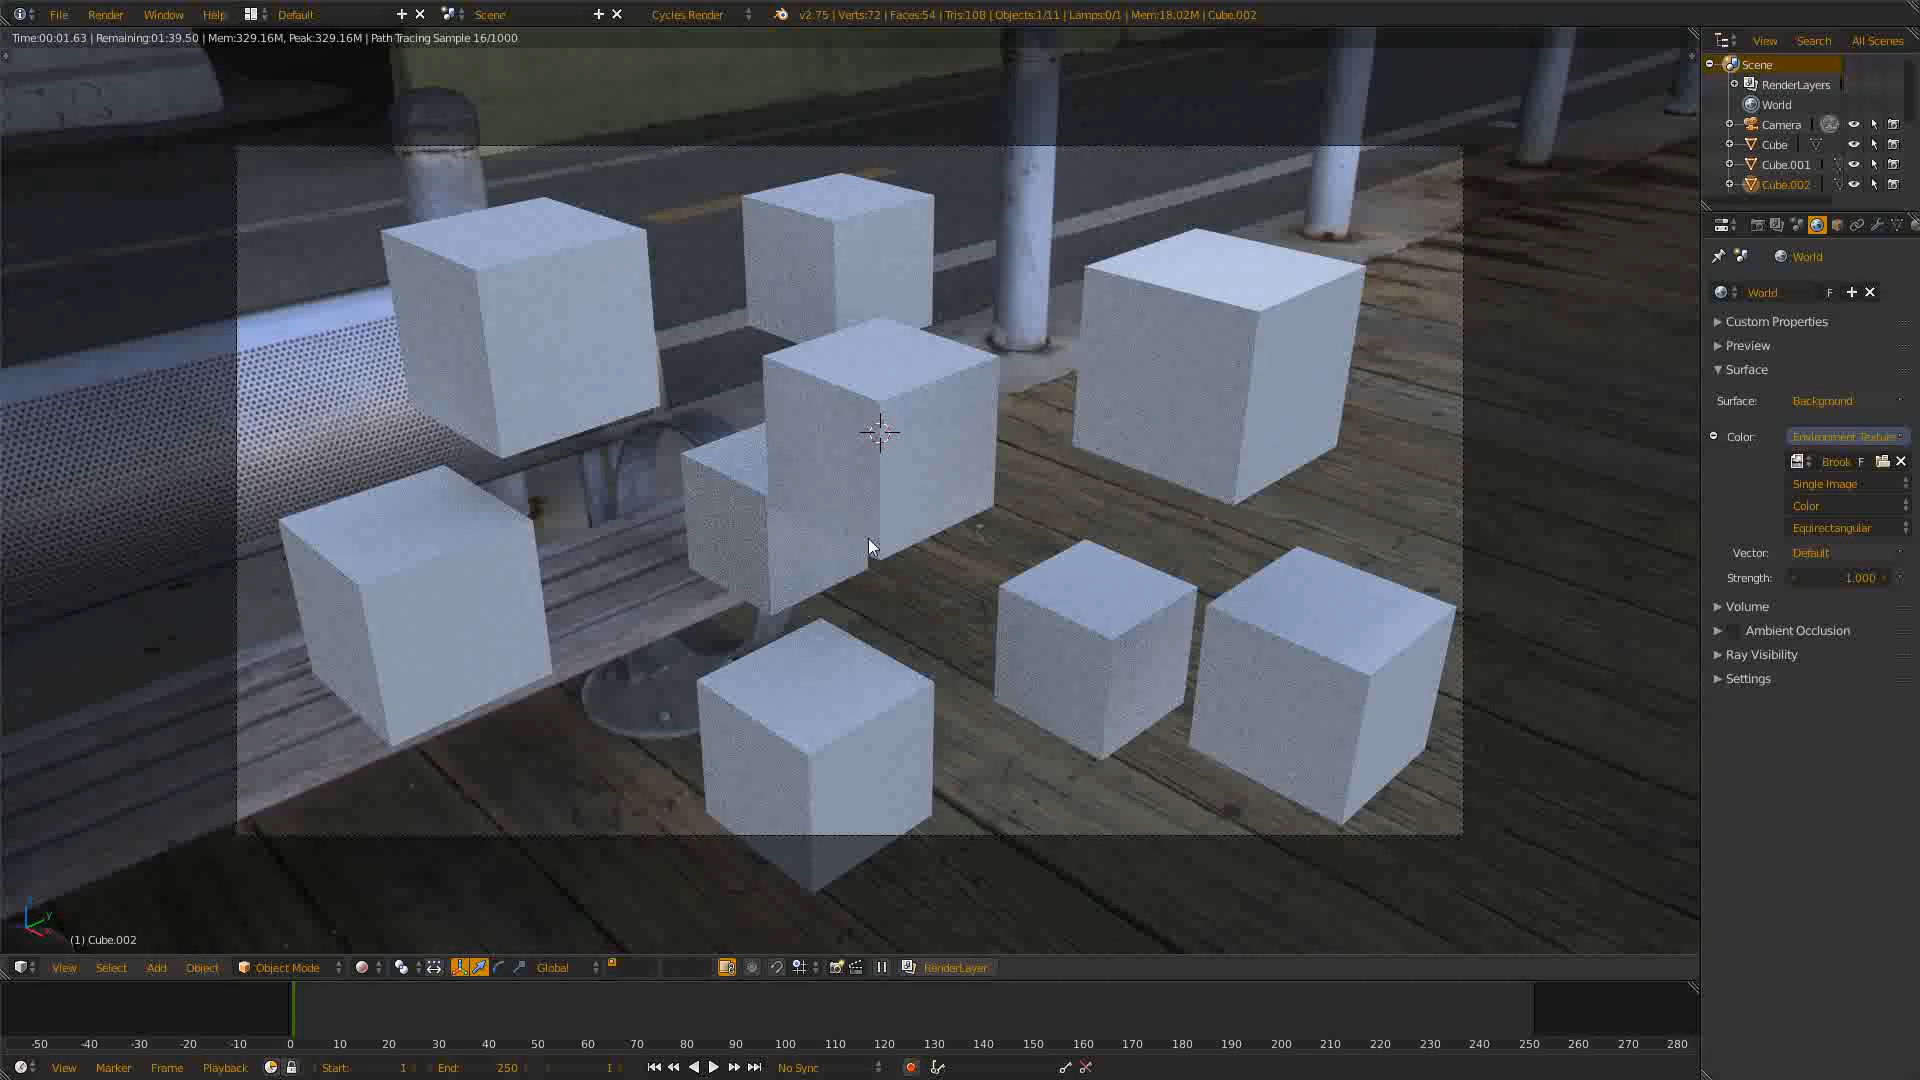 File Render Window Help Default Scene Cycles Render v2.75 | Verts:72 | Faces:54 | Tris:108 | Objects:1/11 | Lamps:0/1 | Mem:18.02M | Cube.002
Time:00:01.63 | Remaining:01:39.50 | Mem:329.16M, Peak:329.16M | Path Tracing Sample 16/1000
View Search All Scenes
Scene
RenderLayers
World
Camera
Cube
Cube.001
Cube.002
World
World F
Custom Properties
Preview
Surface
Surface: Background
Color: Environment Texture
Brook F
Single Image
Color
Equirectangular
Vector: Default
Strength: 1.000
Volume
Ambient Occlusion
Ray Visibility
Settings
z
y
x
(1) Cube.002
View Select Add Object Object Mode Global RenderLayer
-50 -40 -30 -20 -10 0 10 20 30 40 50 60 70 80 90 100 110 120 130 140 150 160 170 180 190 200 210 220 230 240 250 260 270 280
View Marker Frame Playback Start: 1 End: 250 1 No Sync